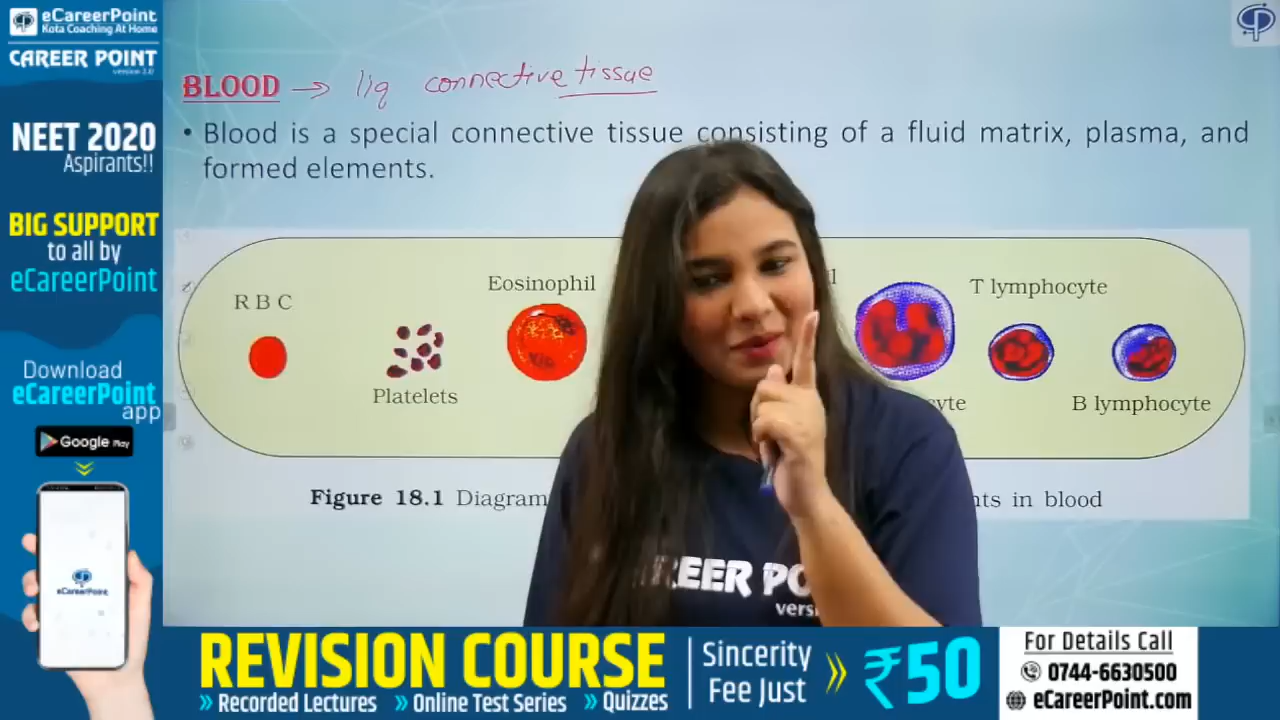 eCareerPoint
Kota Coaching At Home
CAREER POINT
version 2.0
NEET 2020
Aspirants!!
BIG SUPPORT
to all by
eCareerPoint
Download
eCareerPoint
app
Google Play
eCareerPoint
BLOOD → liq connective tissue
• Blood is a special connective tissue consisting of a fluid matrix, plasma, and
formed elements.
R B C
Platelets
Eosinophil
T lymphocyte
B lymphocyte
Figure 18.1 Diagram
in blood
CAREER PO
REVISION COURSE
» Recorded Lectures » Online Test Series » Quizzes
Sincerity
Fee Just
» ₹50
For Details Call
0744-6630500
eCareerPoint.com